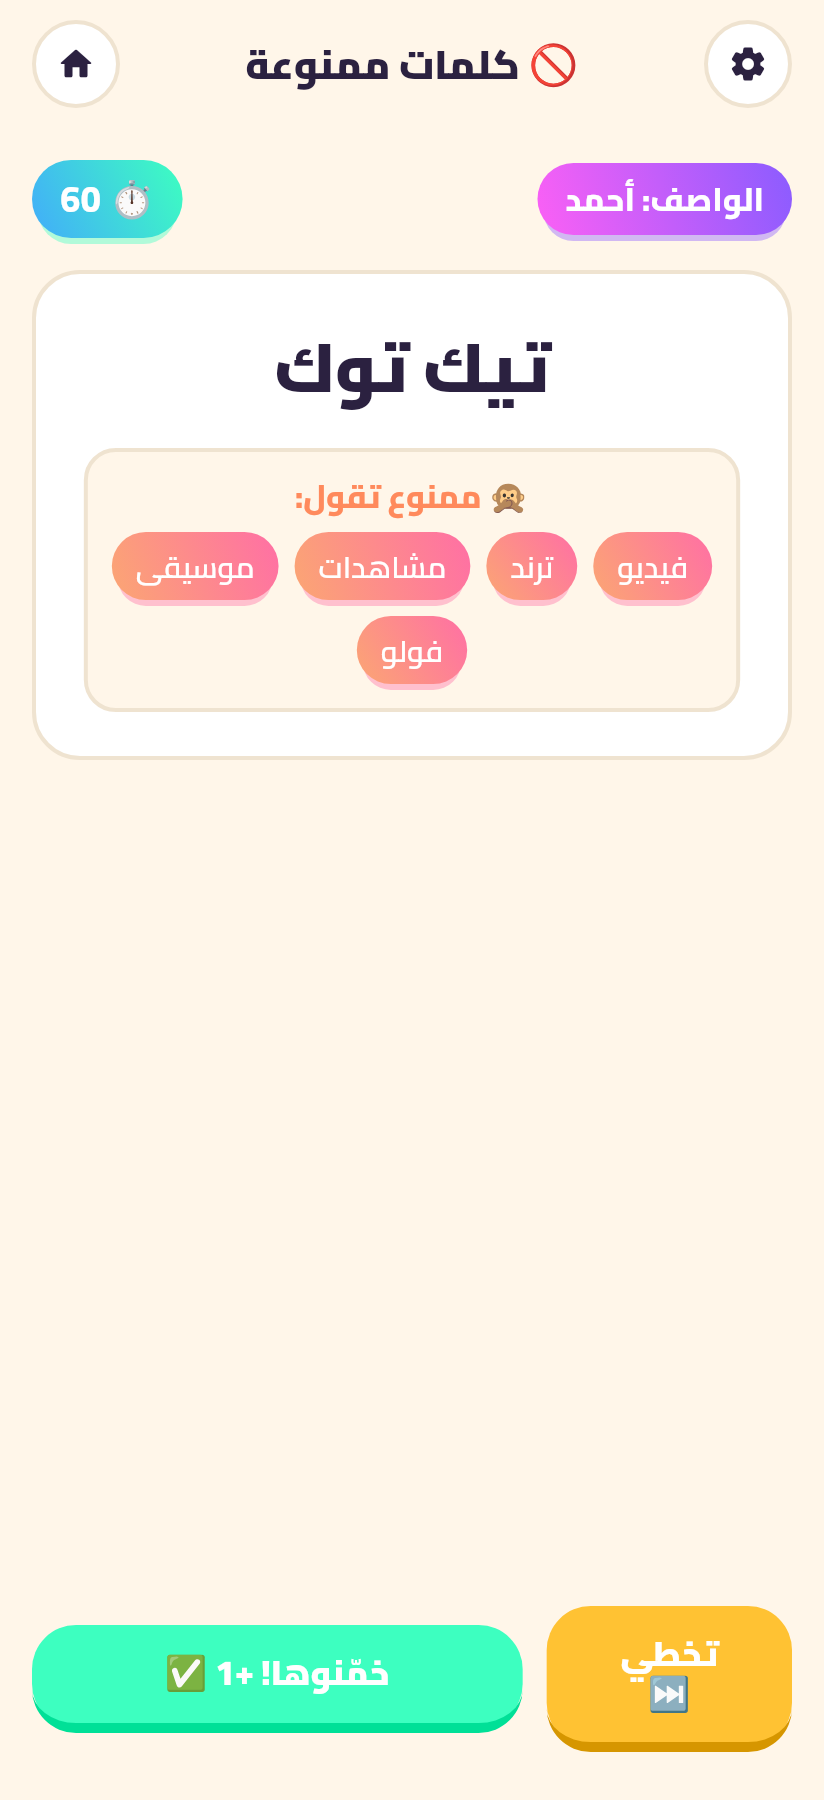 🚫 كلمات ممنوعة
الواصف: أحمد
⏱️ 60
تيك توك
🙊 ممنوع تقول:
فيديو ترند مشاهدات موسيقى
فولو
تخطي
⏭️
خمّنوها! +1 ✅